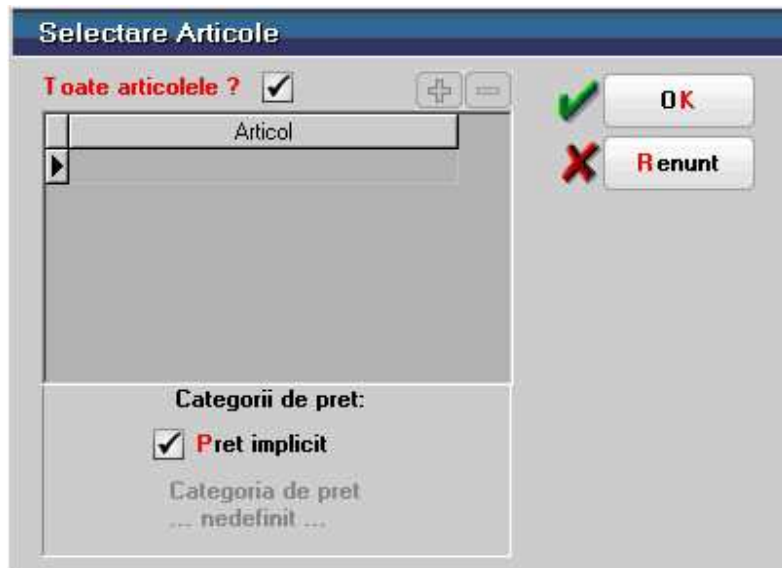 Selectare Articole
Toate articolele ?
OK
Articol
Renunt
Categorii de pret:
Pret implicit
Categoria de pret
... nedefinit ...